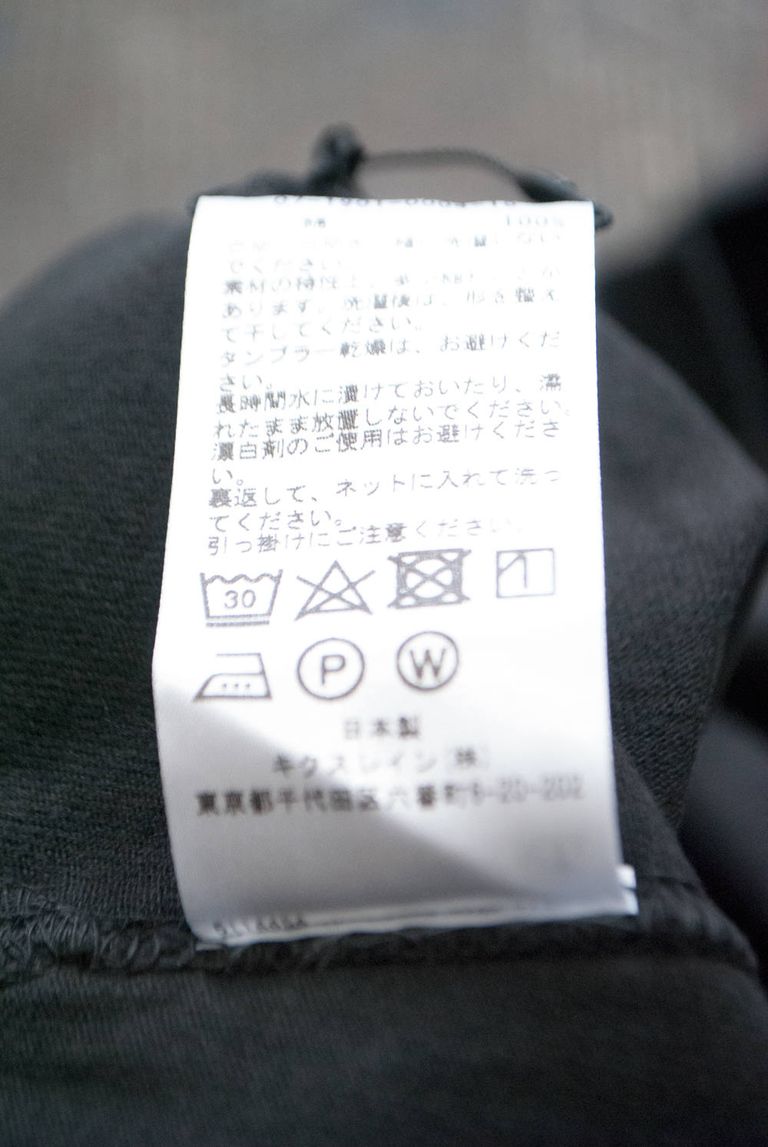 綿 100%
でください。
あります。洗濯後は、形を整え
て干してください。
タンブラー乾燥は、お避けくだ
さい。
長時間水に漬けておいたり、濡
れたまま放置しないでください。
漂白剤のご使用はお避けくださ
い。
裏返して、ネットに入れて洗っ
てください。
引っ掛けにご注意ください。
30
P W
日本製
キクスレイン(株)
東京都千代田区六番町6-20-202